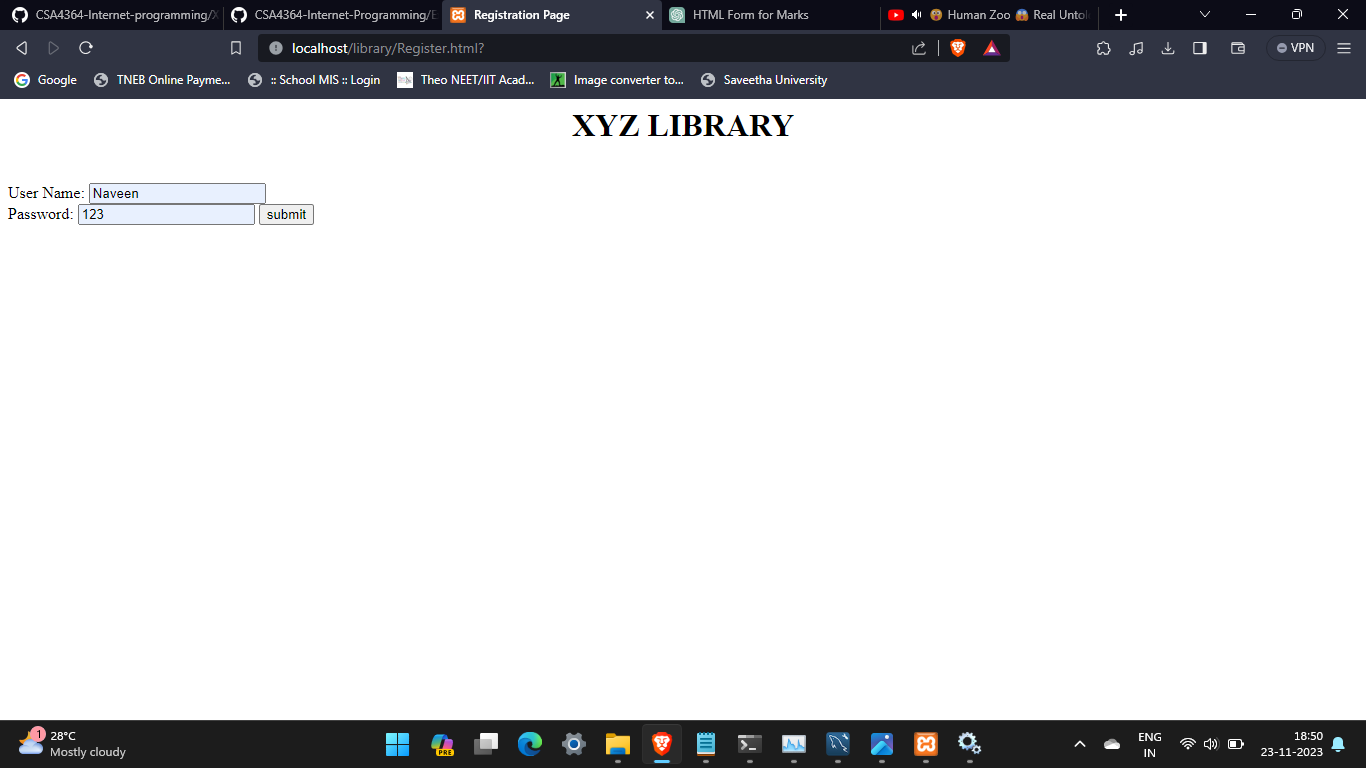 CSA4364-Internet-programming/X
CSA4364-Internet-Programming/E
Registration Page
HTML Form for Marks
Human Zoo 😱 Real Untol
localhost/library/Register.html?
VPN
Google
TNEB Online Payme...
:: School MIS :: Login
Theo NEET/IIT Acad...
Image converter to...
Saveetha University
XYZ LIBRARY
User Name: Naveen
Password: 123 submit
1
28°C
Mostly cloudy
PRE
ENG
IN
18:50
23-11-2023